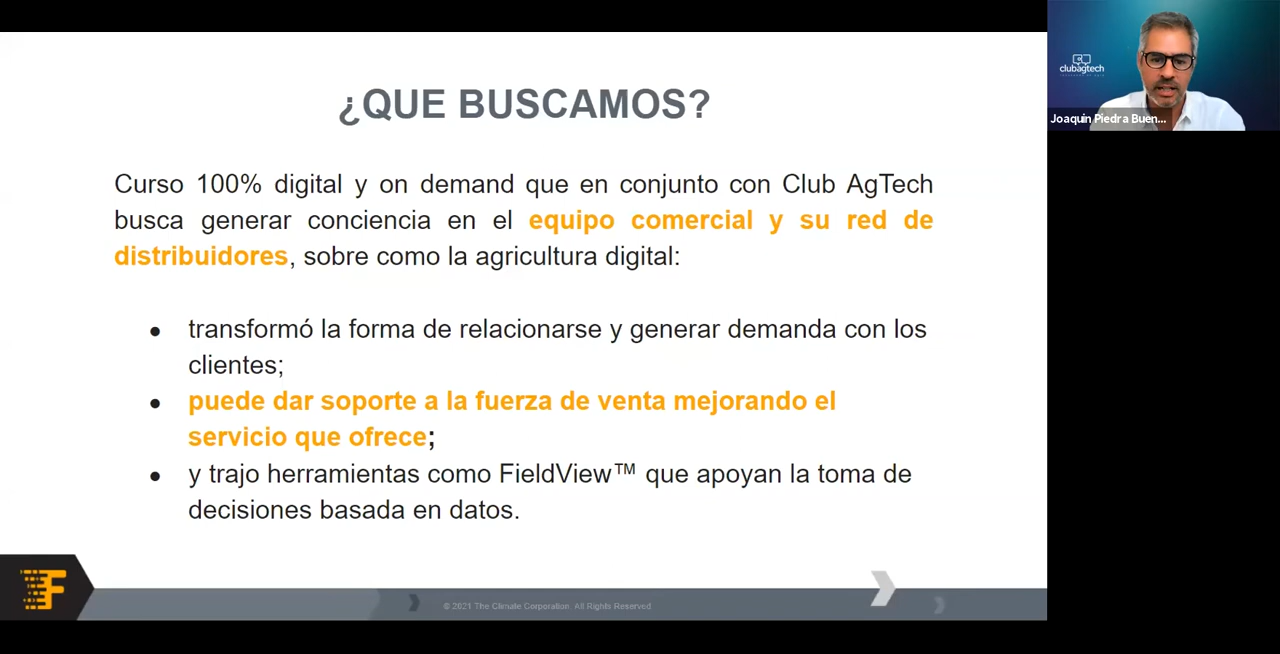 ¿QUE BUSCAMOS?
Curso 100% digital y on demand que en conjunto con Club AgTech
busca generar conciencia en el equipo comercial y su red de
distribuidores, sobre como la agricultura digital:
● transformó la forma de relacionarse y generar demanda con los
clientes;
● puede dar soporte a la fuerza de venta mejorando el
servicio que ofrece;
● y trajo herramientas como FieldView™ que apoyan la toma de
decisiones basada en datos.
© 2021 The Climate Corporation. All Rights Reserved
clubagtech
Joaquin Piedra Buen...